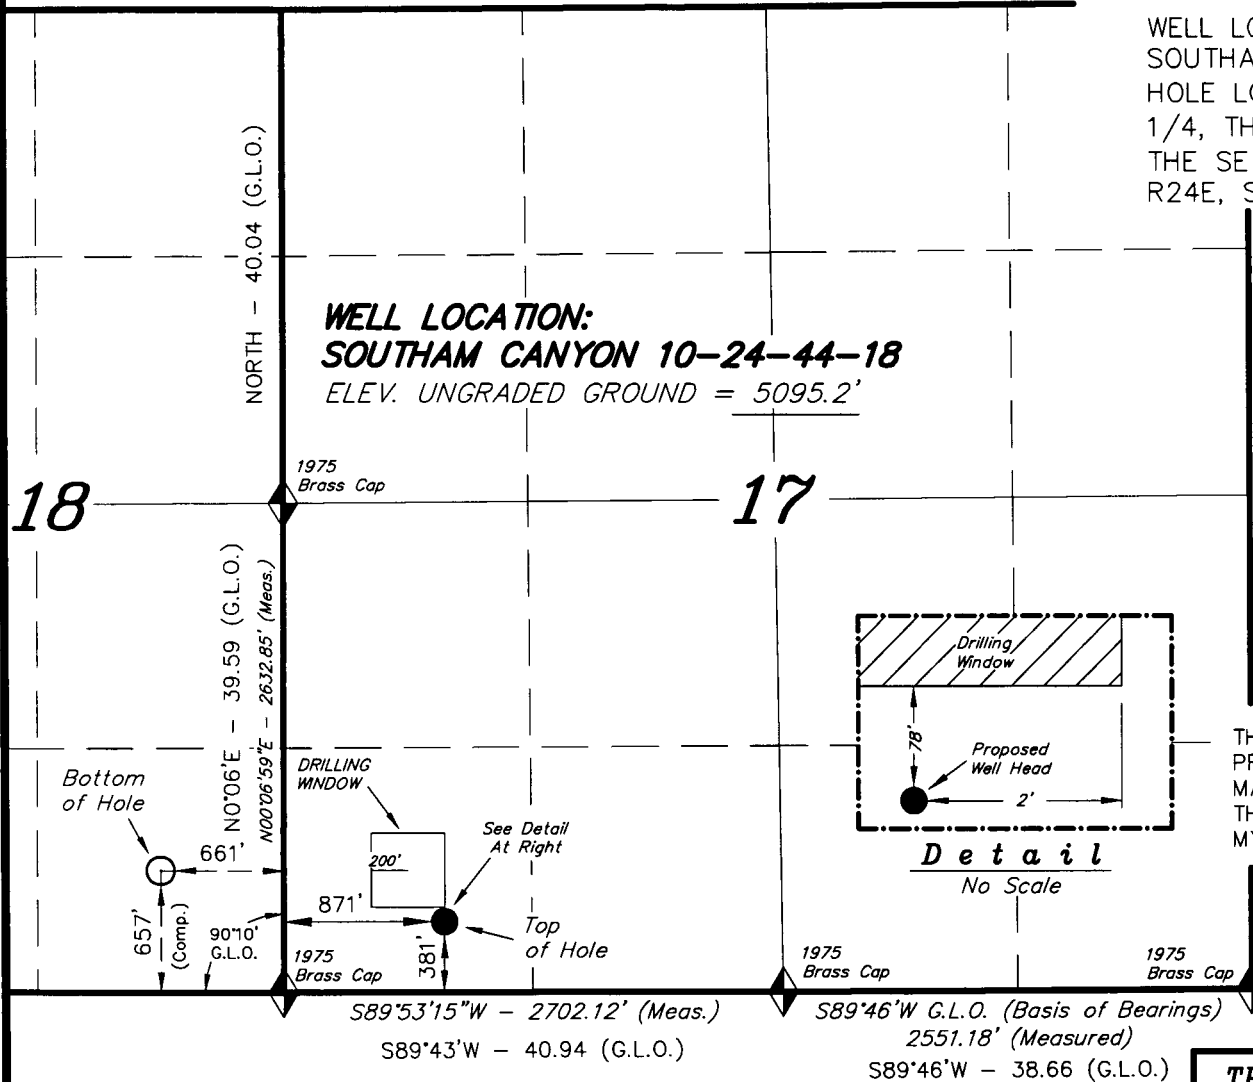 WELL LO
SOUTHA
HOLE LO
1/4, TH
THE SE
R24E, S
NORTH - 40.04 (G.L.O.)
WELL LOCATION:
SOUTHAM CANYON 10-24-44-18
ELEV. UNGRADED GROUND = 5095.2'
1975
Brass Cap
18
17
N0°06'E - 39.59 (G.L.O.)
N00°06'59"E - 2632.85' (Meas.)
Drilling
Window
78'
Proposed
Well Head
2'
Detail
No Scale
TH
PR
MA
TH
MY
Bottom
of Hole
DRILLING
WINDOW
See Detail
At Right
661'
200'
871'
657'
(Comp.)
90°10'
G.L.O.
381'
Top
of Hole
1975
Brass Cap
1975
Brass Cap
1975
Brass Cap
S89°53'15"W - 2702.12' (Meas.)
S89°43'W - 40.94 (G.L.O.)
S89°46'W G.L.O. (Basis of Bearings)
2551.18' (Measured)
S89°46'W - 38.66 (G.L.O.)
Th